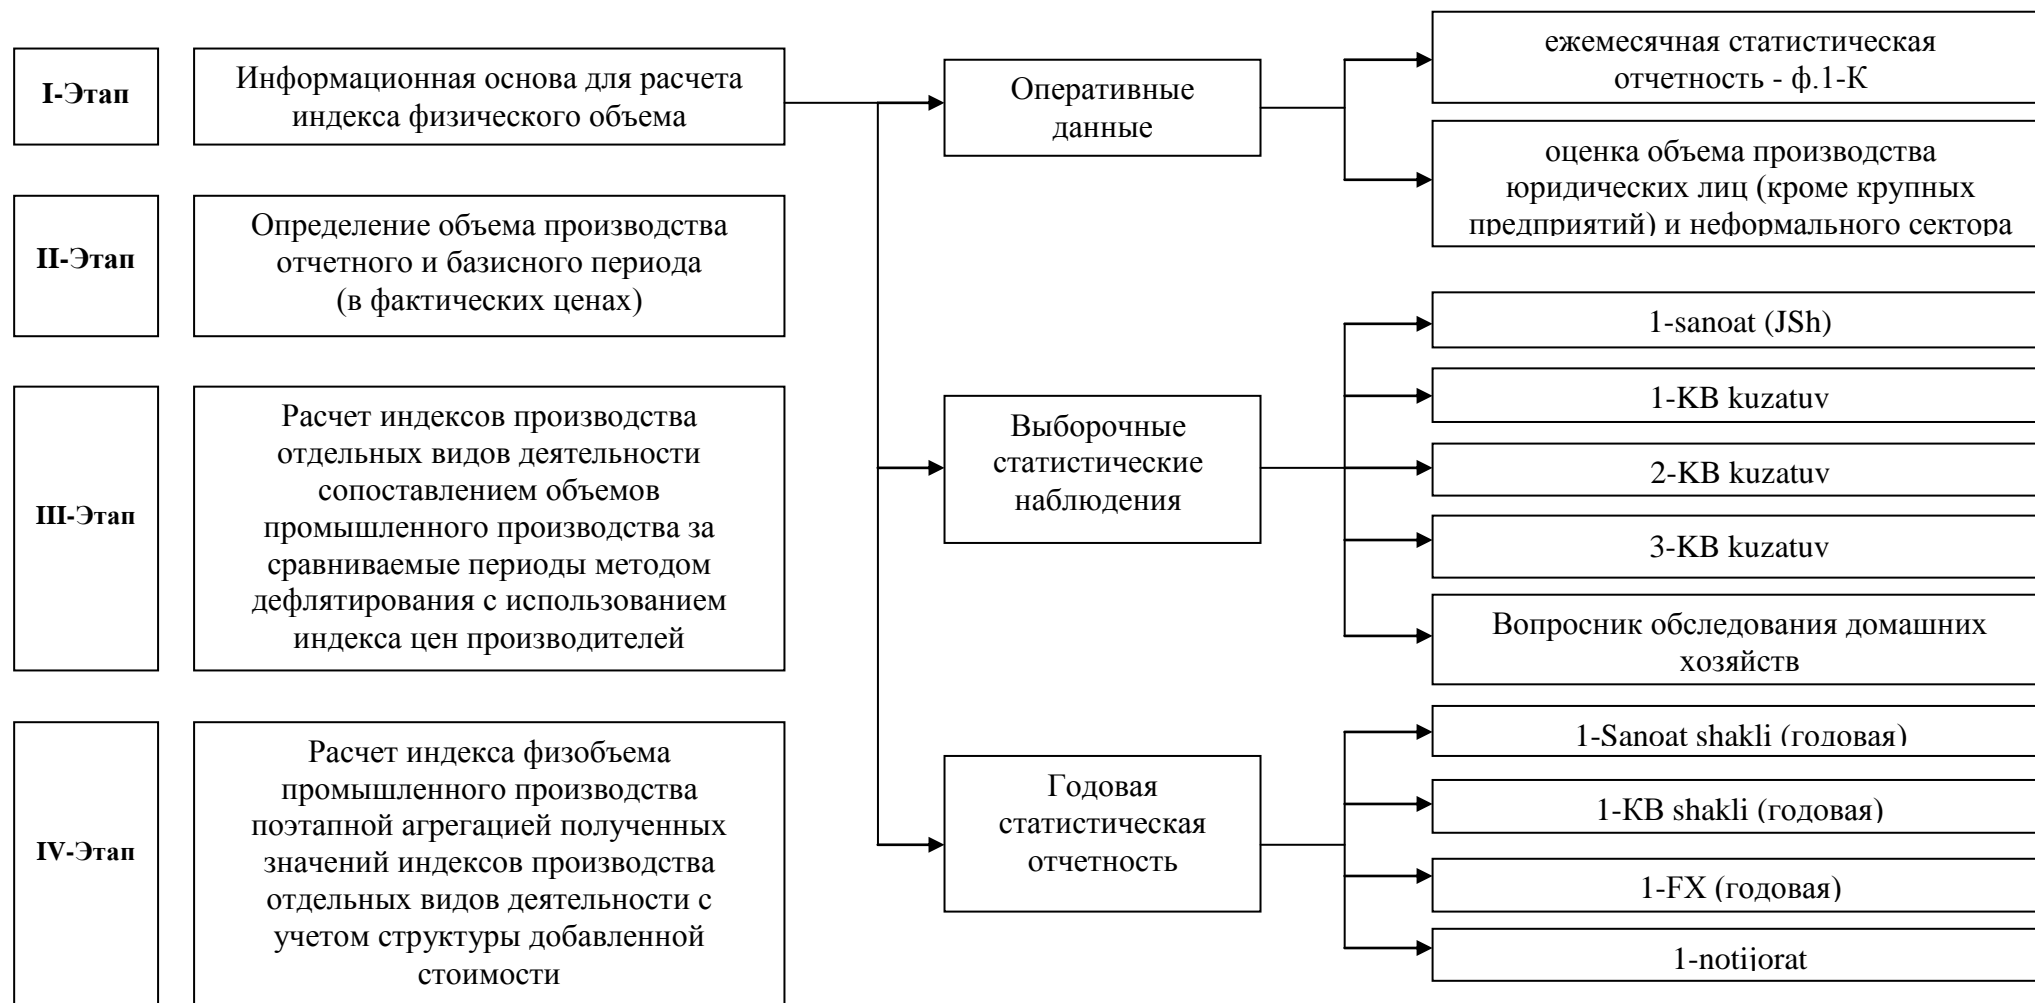 I-Этап
Информационная основа для расчета
индекса физического объема
II-Этап
Определение объема производства
отчетного и базисного периода
(в фактических ценах)
III-Этап
Расчет индексов производства
отдельных видов деятельности
сопоставлением объемов
промышленного производства за
сравниваемые периоды методом
дефлятирования с использованием
индекса цен производителей
IV-Этап
Расчет индекса физобъема
промышленного производства
поэтапной агрегацией полученных
значений индексов производства
отдельных видов деятельности с
учетом структуры добавленной
стоимости
Оперативные
данные
ежемесячная статистическая
отчетность - ф.1-К
оценка объема производства
юридических лиц (кроме крупных
предприятий) и неформального сектора
Выборочные
статистические
наблюдения
1-sanoat (JSh)
1-KB kuzatuv
2-KB kuzatuv
3-KB kuzatuv
Вопросник обследования домашних
хозяйств
Годовая
статистическая
отчетность
1-Sanoat shakli (годовая)
1-KB shakli (годовая)
1-FX (годовая)
1-notijorat